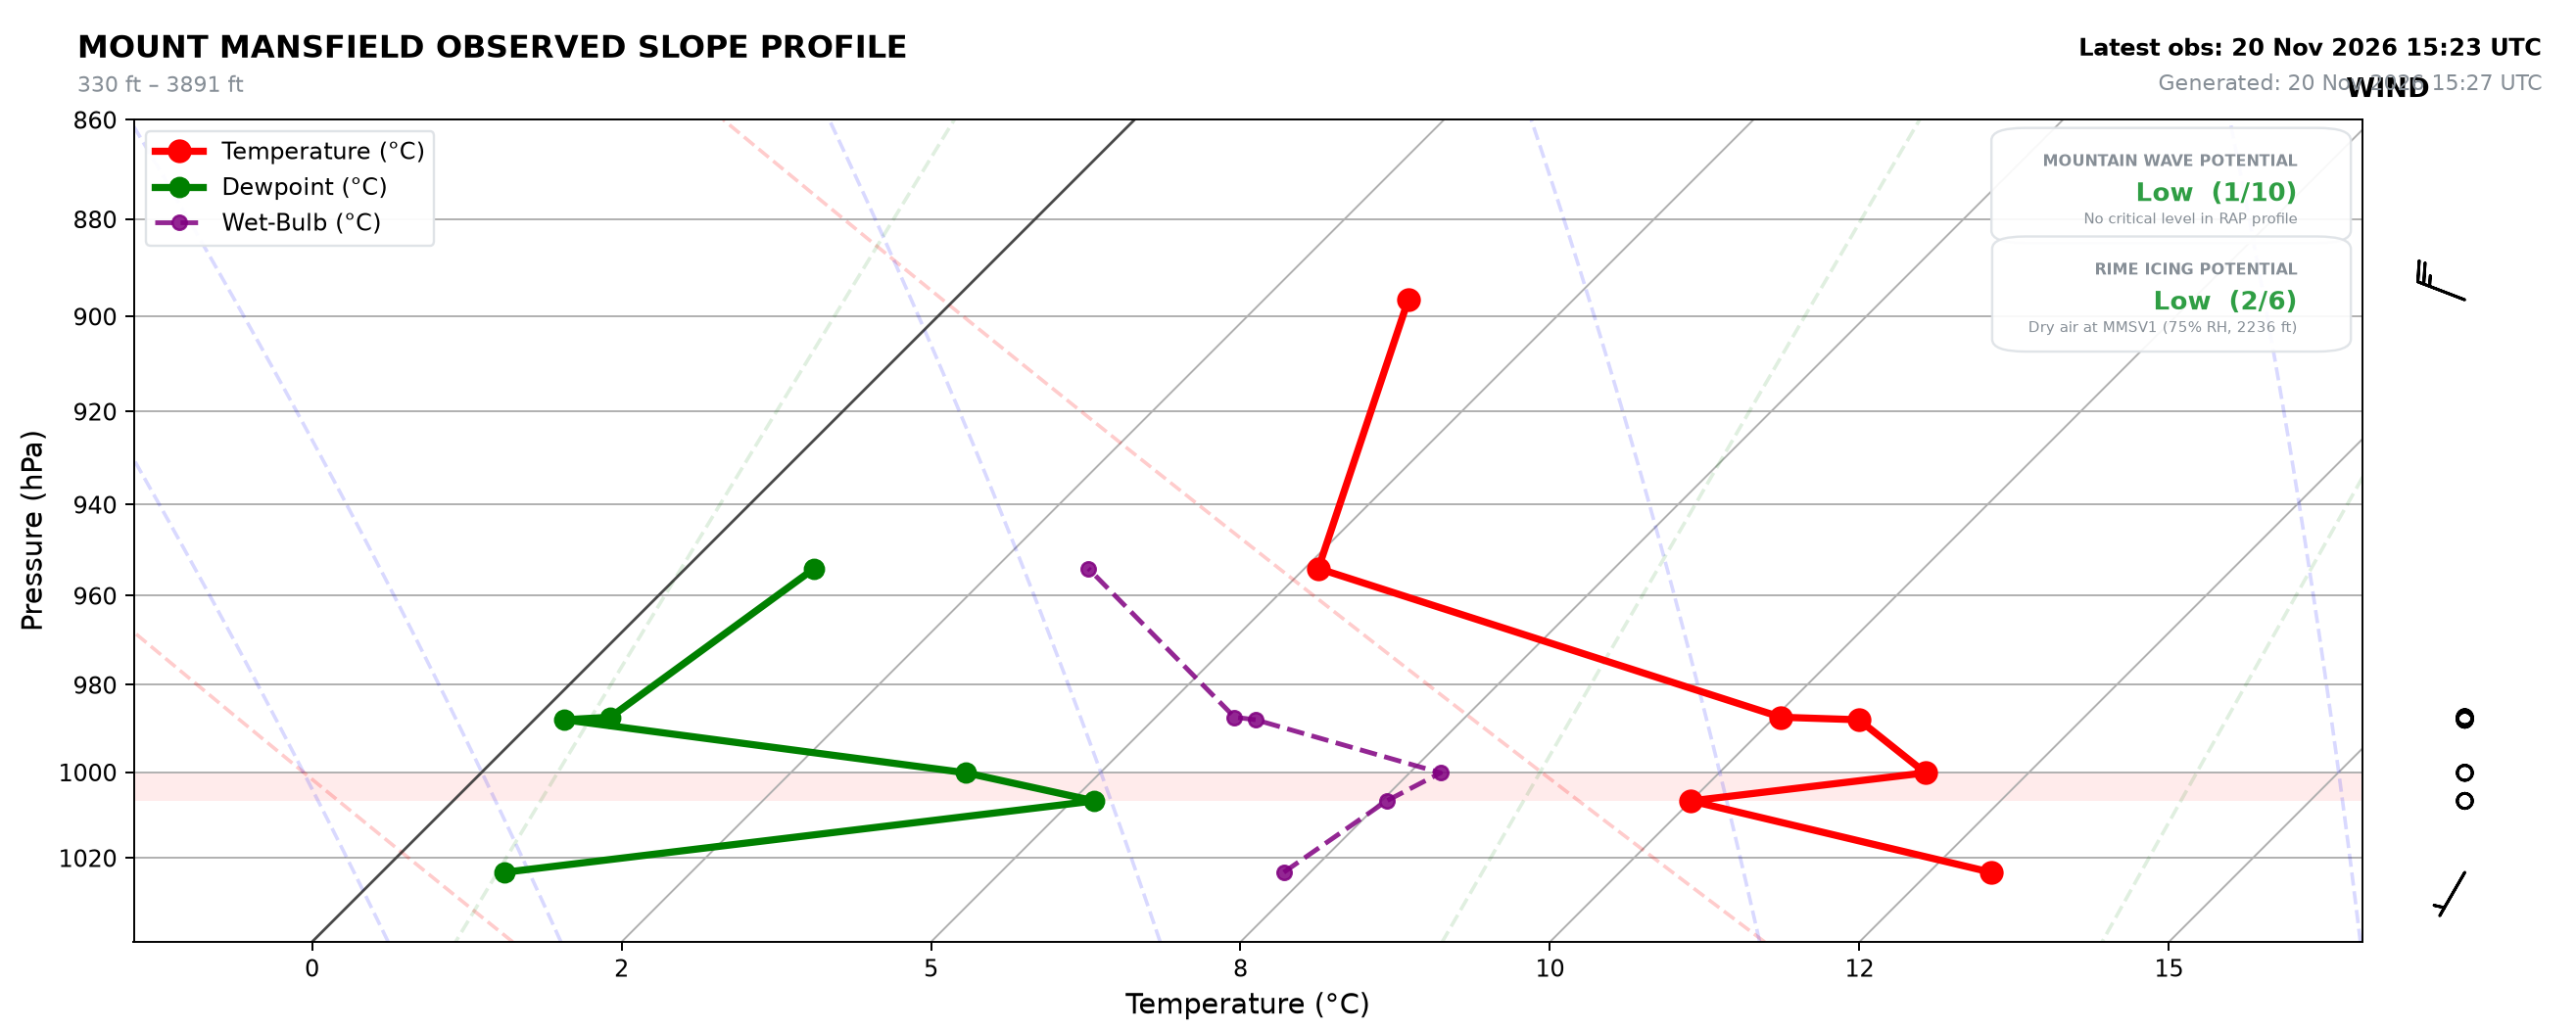 MOUNT MANSFIELD OBSERVED SLOPE PROFILE
330 ft – 3891 ft
Latest obs: 20 Nov 2026 15:23 UTC
Generated: 20 Nov 2026 15:27 UTC
WIND
Temperature (°C)
Dewpoint (°C)
Wet-Bulb (°C)
MOUNTAIN WAVE POTENTIAL
Low (1/10)
No critical level in RAP profile
RIME ICING POTENTIAL
Low (2/6)
Dry air at MMSV1 (75% RH, 2236 ft)
Pressure (hPa)
860
880
900
920
940
960
980
1000
1020
0 2 5 8 10 12 15
Temperature (°C)